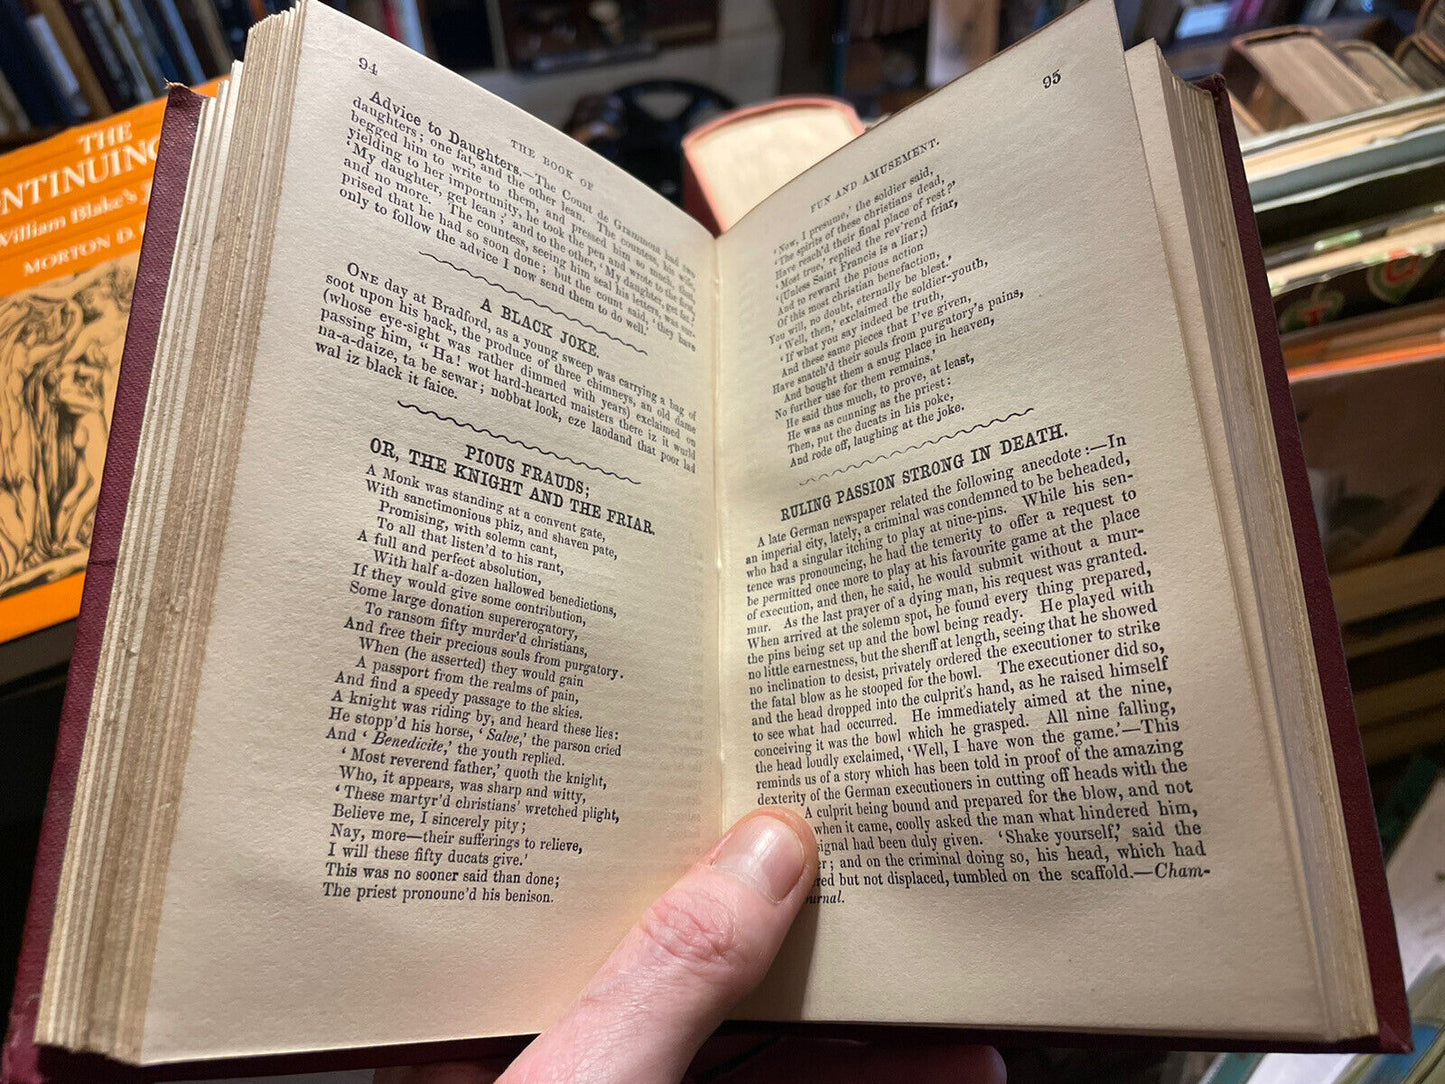 THE
CONTINUING
William Blake's
MORTON D.
94
THE BOOK OF
Advice to Daughters.—The Count de Grammont had two
daughters; one fat, and the other lean. The countess, his wife,
begged him to write to them, and pressed him so much, that,
yielding to her importunity, he took the pen and wrote to the first,
'My daughter, get lean;' and to the other, 'My daughter, get fat;'
and no more. The countess, seeing him seal his letters, was sur-
prised that he had so soon done; but the count said, 'they have
only to follow the advice I now send them to do well.'
A BLACK JOKE.
ONE day at Bradford, as a young sweep was carrying a bag of
soot upon his back, the produce of three chimneys, an old dame
(whose eye-sight was rather dimmed with years) exclaimed on
passing him, "Ha! wot hard-hearted maisters there iz it wurld
na-a-daize, ta be sewar; nobbat look, eze laodand that poor lad
wal iz black it faice.
PIOUS FRAUDS;
OR, THE KNIGHT AND THE FRIAR.
A Monk was standing at a convent gate,
With sanctimonious phiz, and shaven pate,
Promising, with solemn cant,
To all that listen'd to his rant,
A full and perfect absolution,
With half a-dozen hallowed benedictions,
If they would give some contribution,
Some large donation supererogatory,
To ransom fifty murder'd christians,
And free their precious souls from purgatory.
When (he asserted) they would gain
A passport from the realms of pain,
And find a speedy passage to the skies.
A knight was riding by, and heard these lies:
He stopp'd his horse, 'Salve,' the parson cried
And 'Benedicite,' the youth replied.
'Most reverend father,' quoth the knight,
Who, it appears, was sharp and witty,
'These martyr'd christians' wretched plight,
Believe me, I sincerely pity;
Nay, more—their sufferings to relieve,
I will these fifty ducats give.'
This was no sooner said than done;
The priest pronounc'd his benison.
95
FUN AND AMUSEMENT.
'Now, I presume,' the soldier said,
'The spirits of these christians dead,
Have reach'd their final place of rest?'
'Most true,' replied the rev'rend friar,
'(Unless Saint Francis is a liar;)
And to reward the pious action
Of this most christian benefaction,
You will, no doubt, eternally be blest.'
'Well, then,' exclaimed the soldier-youth,
'If what you say indeed be truth,
And these same pieces that I've given,
Have snatch'd their souls from purgatory's pains,
And bought them a snug place in heaven,
No further use for them remains.'
He said thus much, to prove, at least,
He was as cunning as the priest:
Then, put the ducats in his poke,
And rode off, laughing at the joke.
RULING PASSION STRONG IN DEATH.
A late German newspaper related the following anecdote:—In
an imperial city, lately, a criminal was condemned to be beheaded,
who had a singular itching to play at nine-pins. While his sen-
tence was pronouncing, he had the temerity to offer a request to
be permitted once more to play at his favourite game at the place
of execution, and then, he said, he would submit without a mur-
mur. As the last prayer of a dying man, his request was granted.
When arrived at the solemn spot, he found every thing prepared,
the pins being set up and the bowl being ready. He played with
no little earnestness, but the sheriff at length, seeing that he showed
no inclination to desist, privately ordered the executioner to strike
the fatal blow as he stooped for the bowl. The executioner did so,
and the head dropped into the culprit's hand, as he raised himself
to see what had occurred. He immediately aimed at the nine,
conceiving it was the bowl which he grasped. All nine falling,
the head loudly exclaimed, 'Well, I have won the game.'—This
reminds us of a story which has been told in proof of the amazing
dexterity of the German executioners in cutting off heads with the
A culprit being bound and prepared for the blow, and not
when it came, coolly asked the man what hindered him,
signal had been duly given. 'Shake yourself,' said the
er; and on the criminal doing so, his head, which had
red but not displaced, tumbled on the scaffold.—Cham-
urnal.